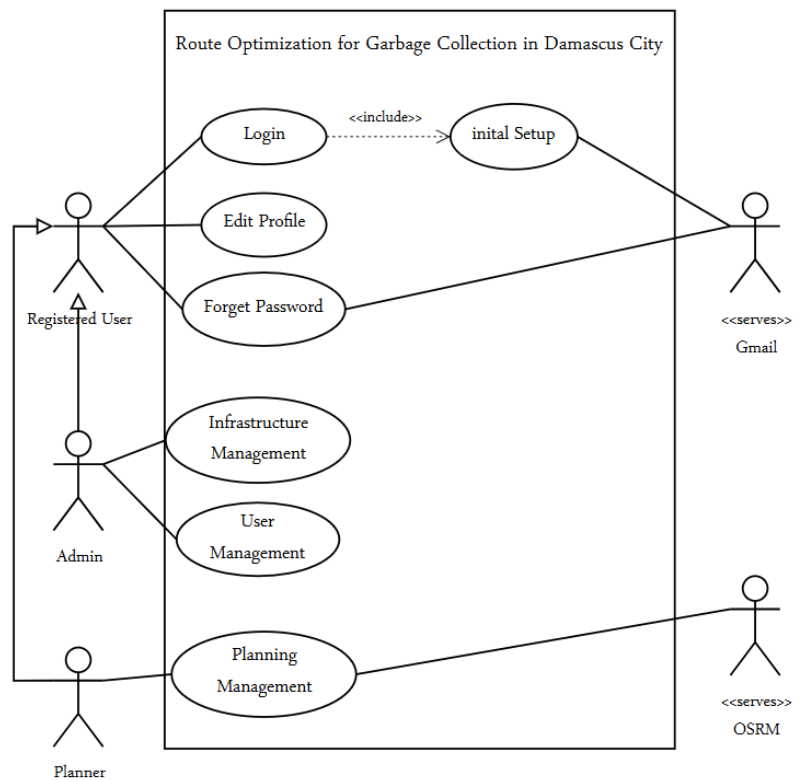 Route Optimization for Garbage Collection in Damascus City
Login
<<include>>
inital Setup
Edit Profile
Forget Password
Registered User
<<serves>>
Gmail
Infrastructure
Management
User
Management
Admin
Planning
Management
Planner
<<serves>>
OSRM